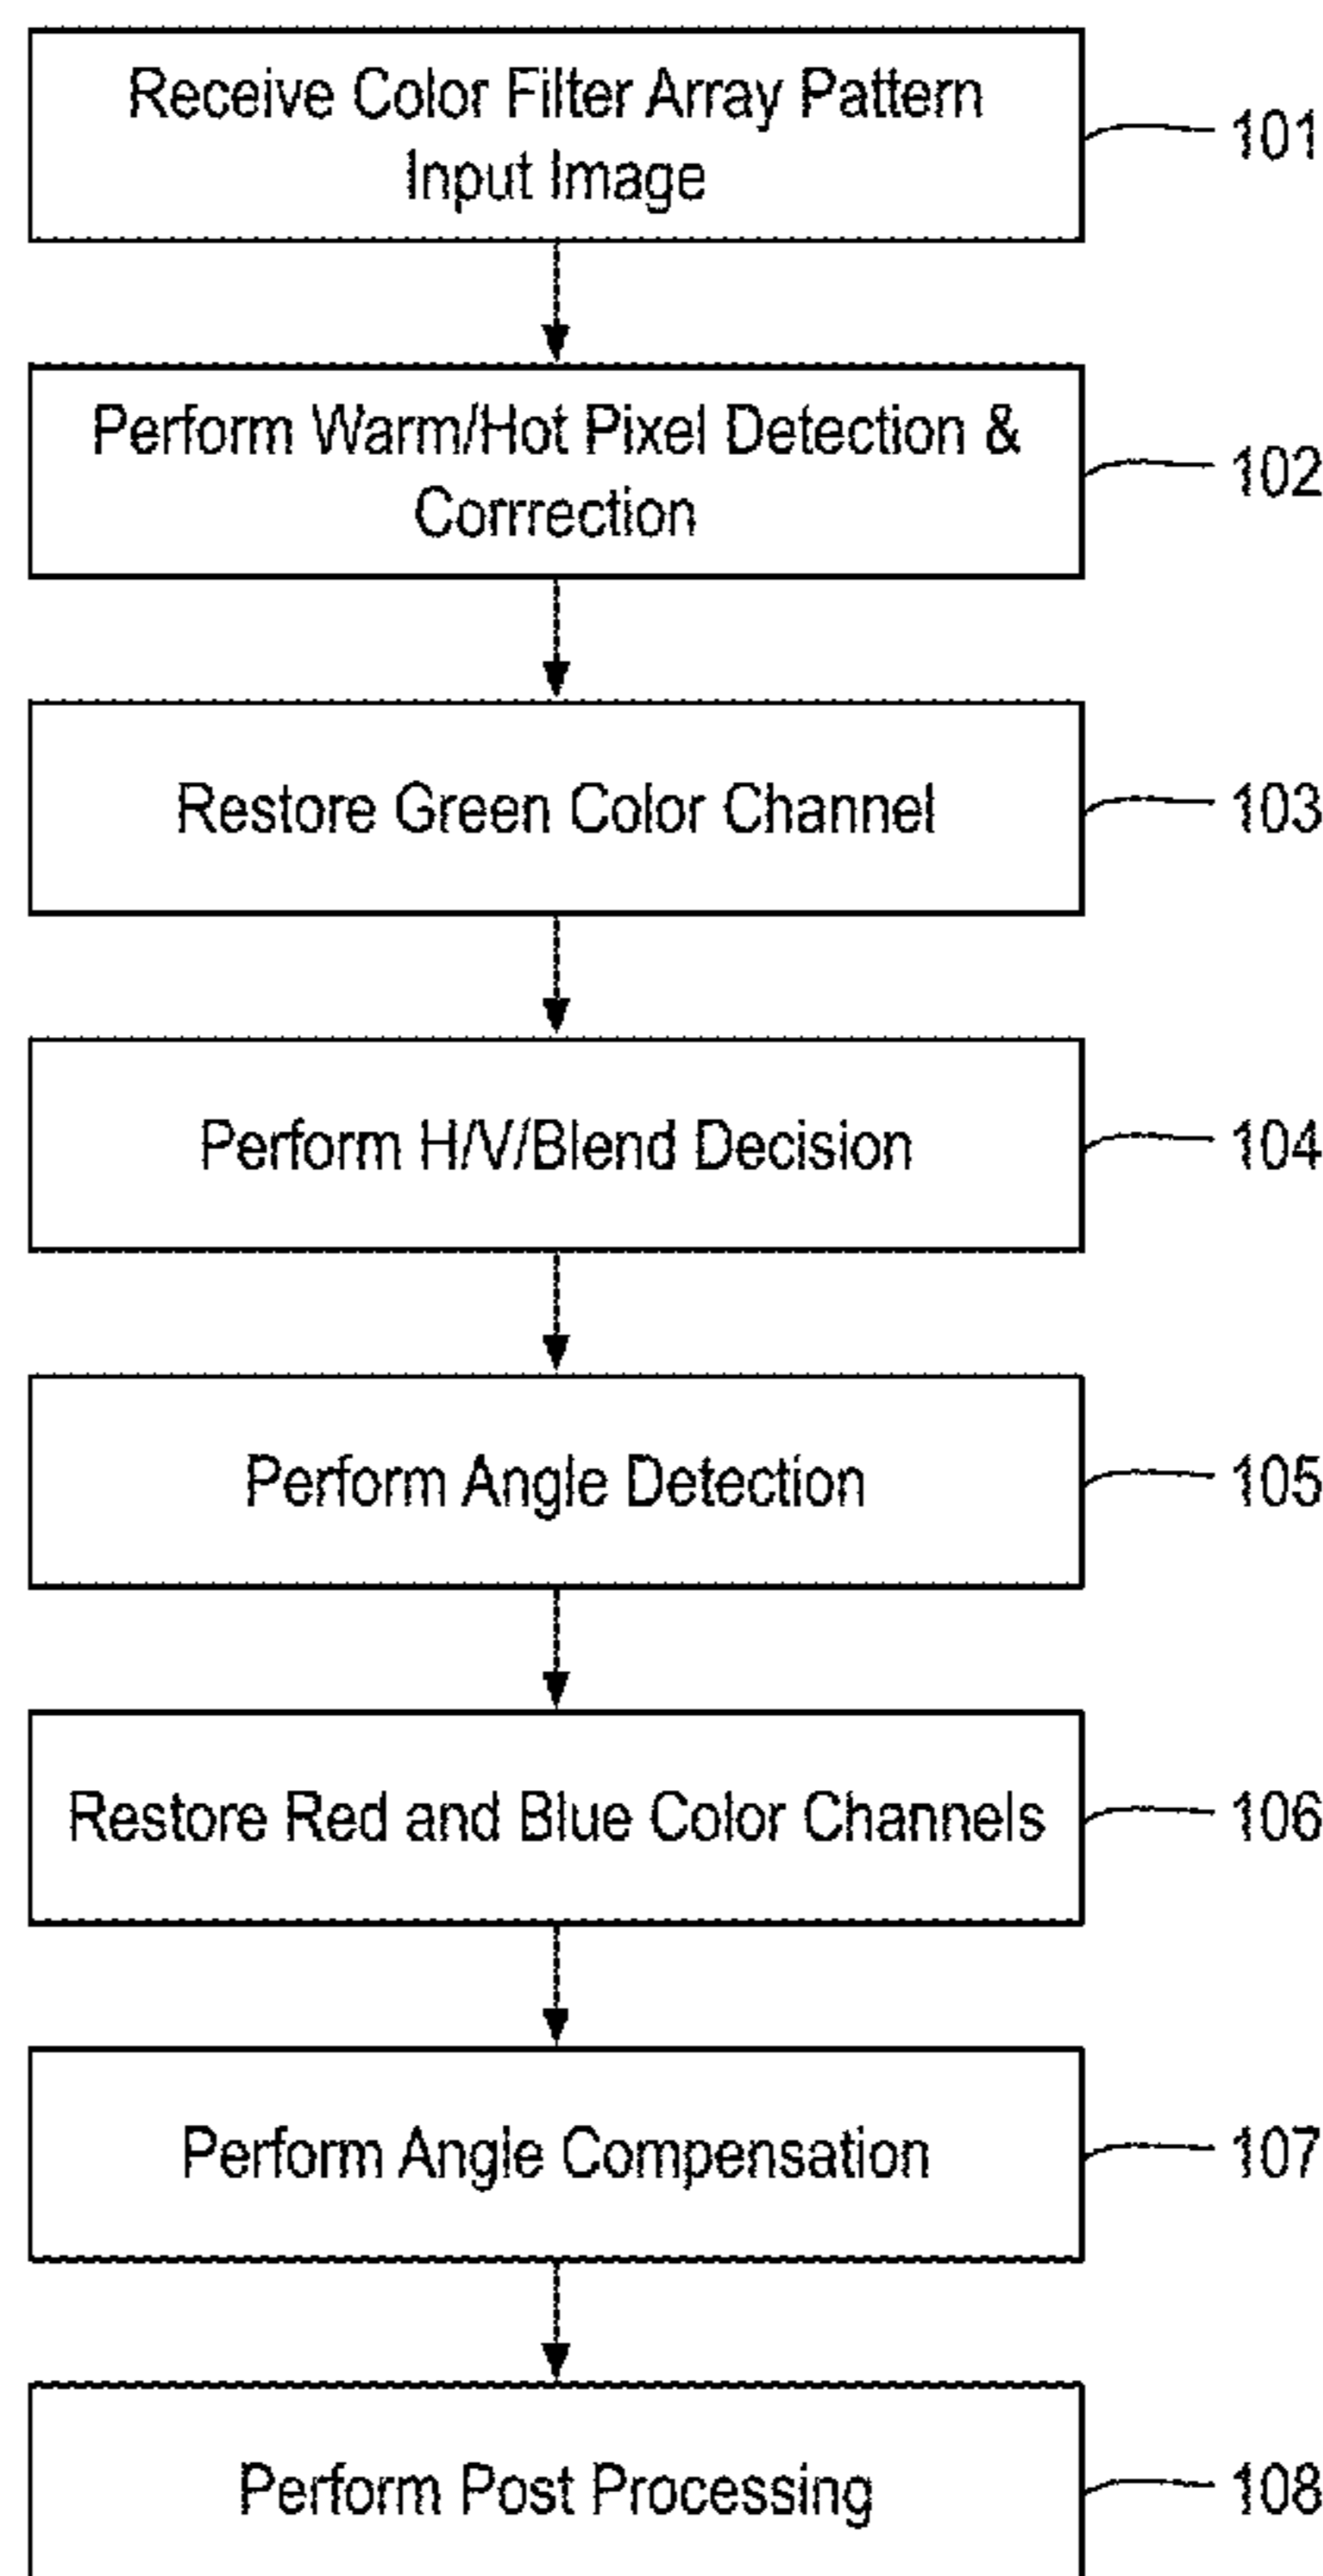 Receive Color Filter Array Pattern
Input Image
101
Perform Warm/Hot Pixel Detection &
Corrrection
102
Restore Green Color Channel
103
Perform H/V/Blend Decision
104
Perform Angle Detection
105
Restore Red and Blue Color Channels
106
Perform Angle Compensation
107
Perform Post Processing
108